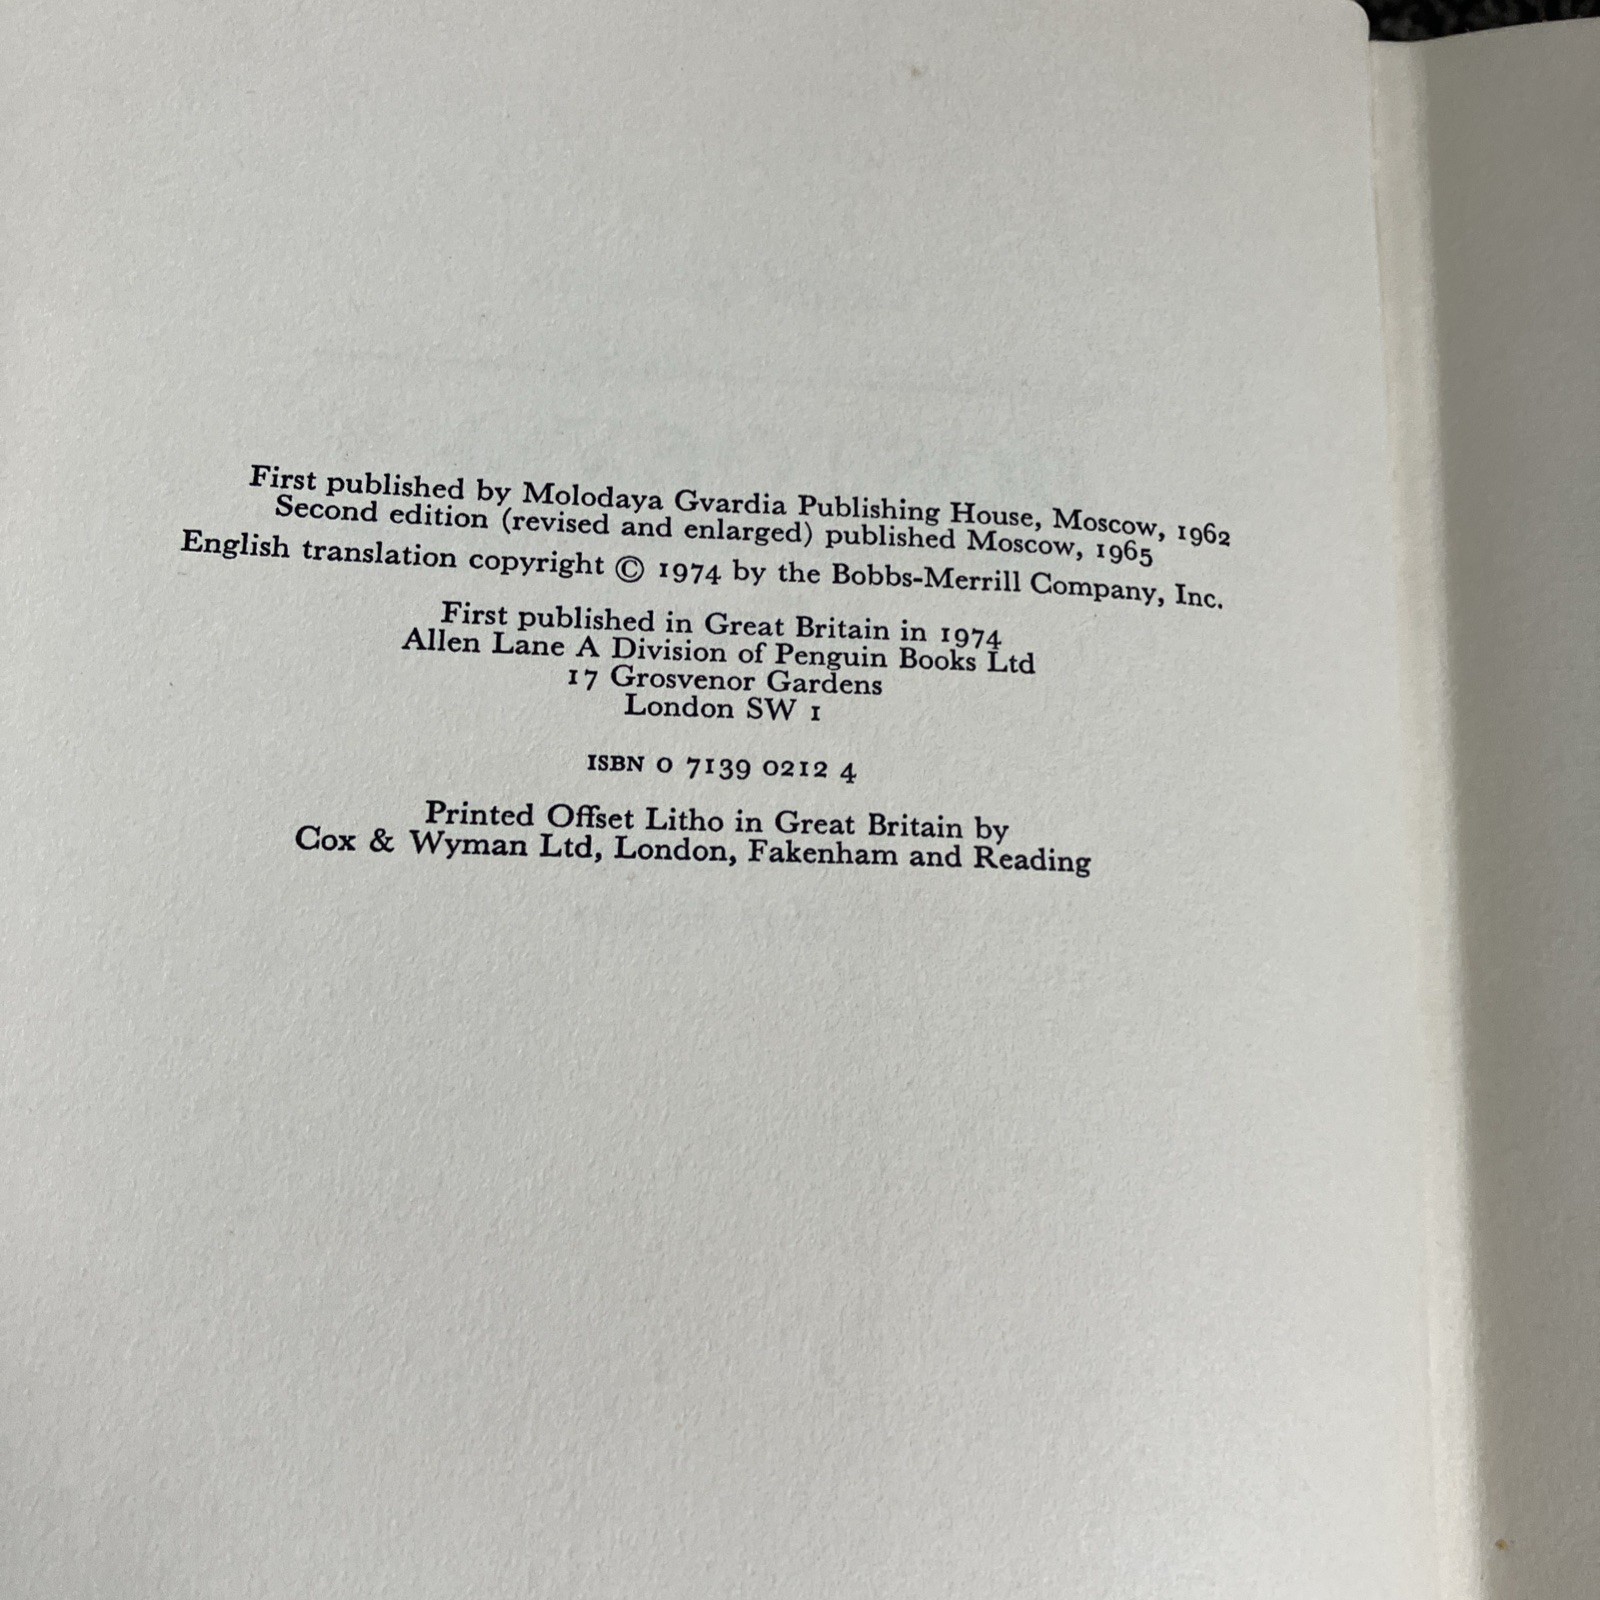 First published by Molodaya Gvardia Publishing House, Moscow, 1962
Second edition (revised and enlarged) published Moscow, 1965
English translation copyright © 1974 by the Bobbs-Merrill Company, Inc.
First published in Great Britain in 1974
Allen Lane A Division of Penguin Books Ltd
17 Grosvenor Gardens
London SW 1
ISBN 0 7139 0212 4
Printed Offset Litho in Great Britain by
Cox & Wyman Ltd, London, Fakenham and Reading